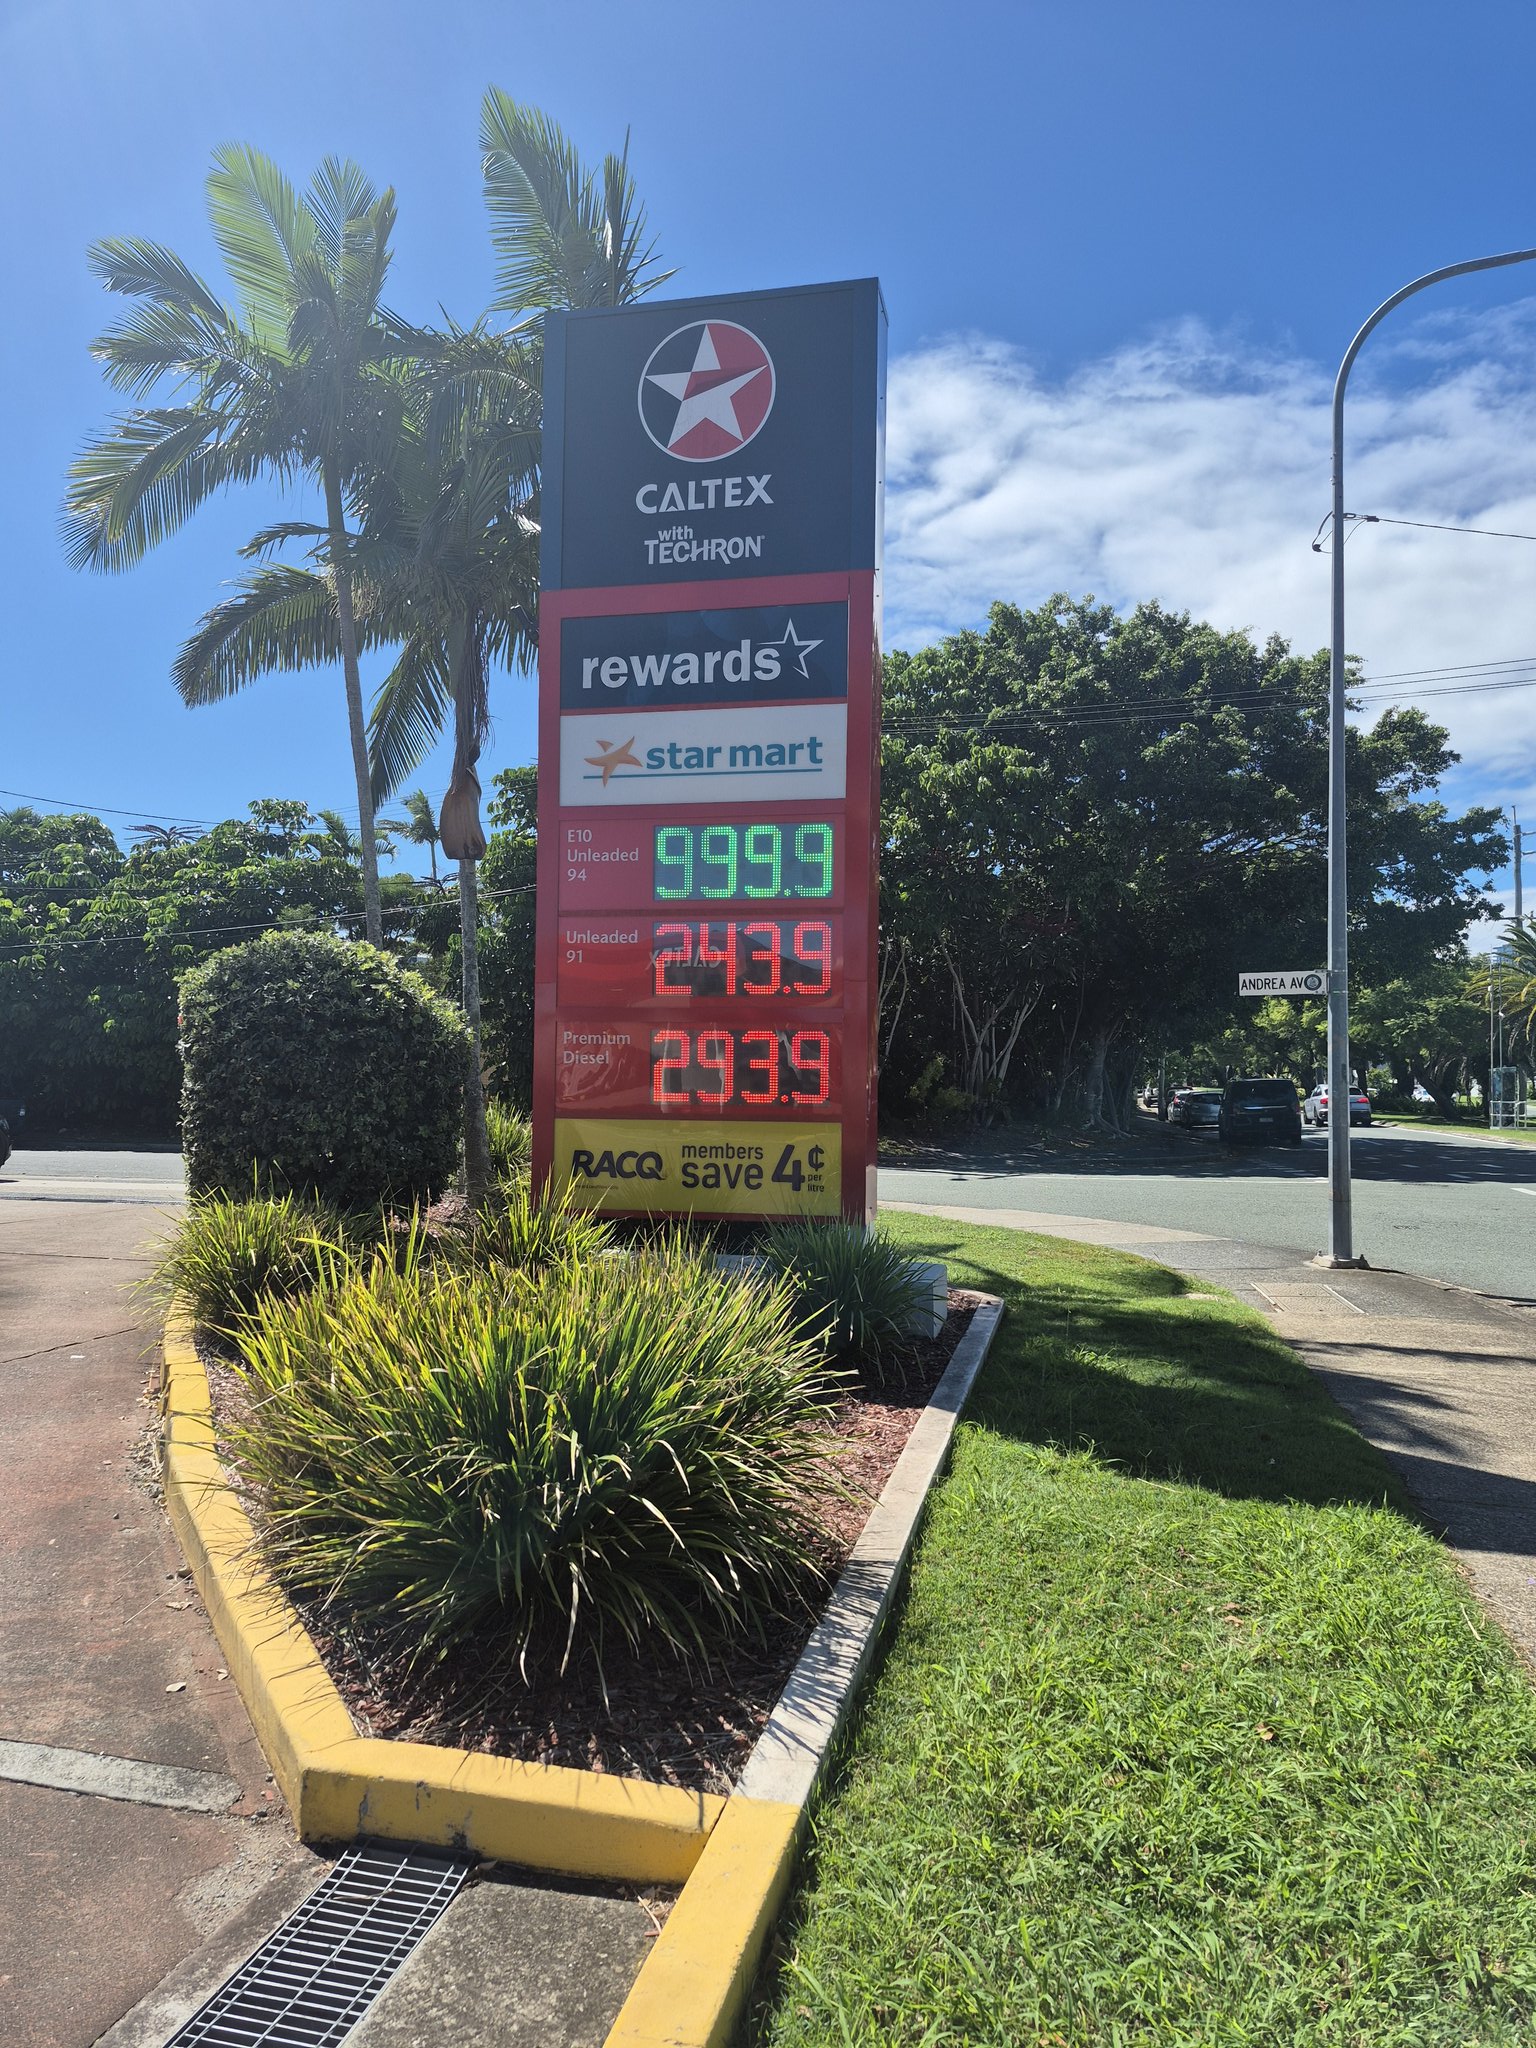 CALTEX
with
TECHRON
rewards
star mart
E10
Unleaded
94
999.9
Unleaded
91
243.9
Premium
Diesel
293.9
RACQ
members
save 4¢
per
litre
ANDREA AV